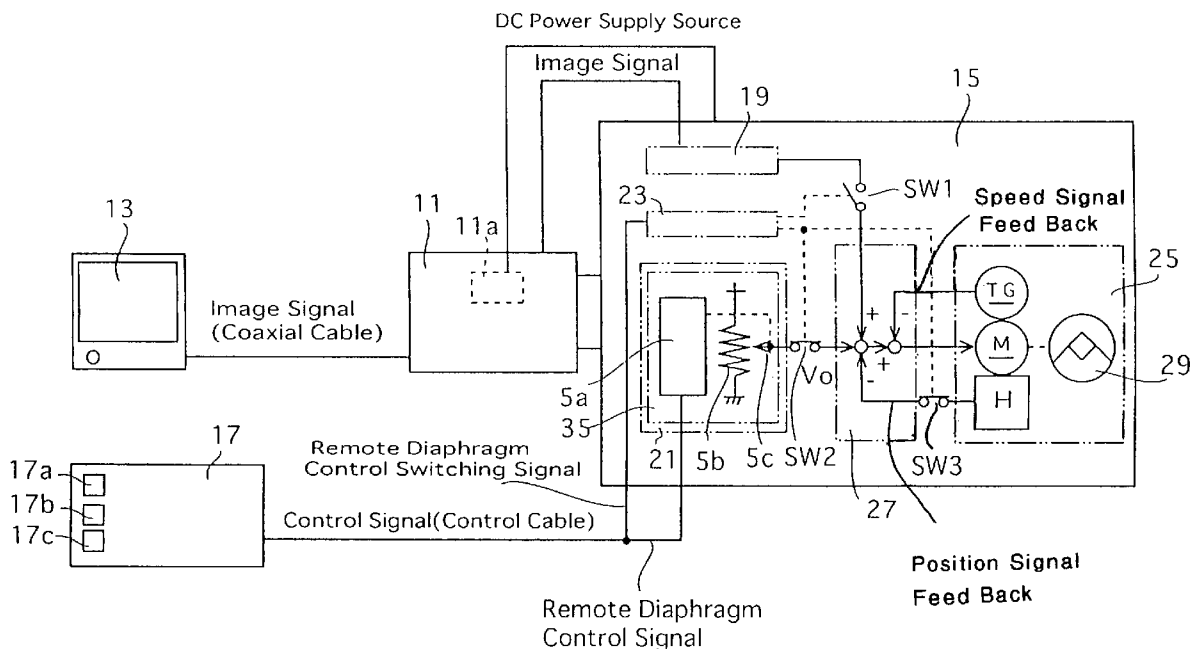 DC Power Supply Source
Image Signal
15
19
SW1
Speed Signal
Feed Back
23
13
11
11a
25
TG
Image Signal
(Coaxial Cable)
+
-
M
+
-
Vo
29
5a
H
35
Remote Diaphragm
Control Switching Signal
21
5b
5c
SW2
SW3
17
17a
17b
17c
27
Control Signal(Control Cable)
Position Signal
Feed Back
Remote Diaphragm
Control Signal